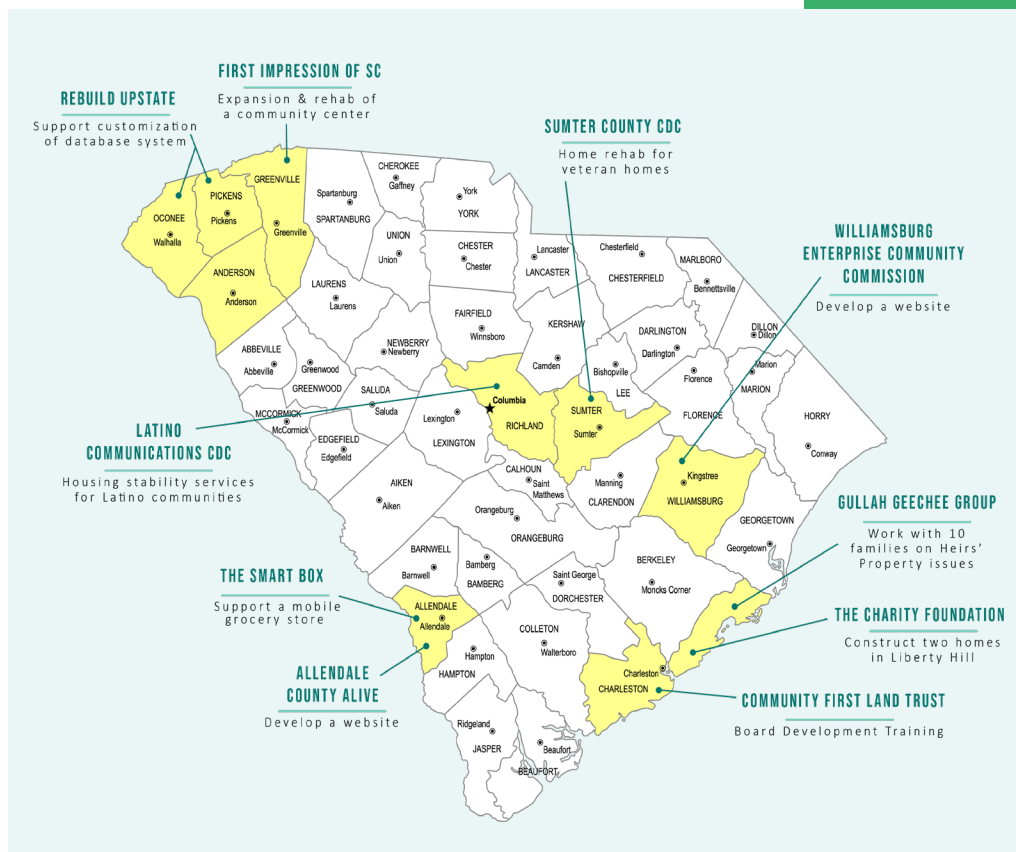 FIRST IMPRESSION OF SC
Expansion & rehab of
a community center
REBUILD UPSTATE
Support customization
of database system
SUMTER COUNTY CDC
Home rehab for
veteran homes
WILLIAMSBURG
ENTERPRISE COMMUNITY
COMMISSION
Develop a website
LATINO
COMMUNICATIONS CDC
Housing stability services
for Latino communities
GULLAH GEECHEE GROUP
Work with 10
families on Heirs'
Property issues
THE SMART BOX
Support a mobile
grocery store
THE CHARITY FOUNDATION
Construct two homes
in Liberty Hill
ALLENDALE
COUNTY ALIVE
Develop a website
COMMUNITY FIRST LAND TRUST
Board Development Training
OCONEE
Walhalla
PICKENS
Pickens
GREENVILLE
Greenville
ANDERSON
Anderson
Spartanburg
SPARTANBURG
CHEROKEE
Gaffney
York
YORK
UNION
Union
CHESTER
Chester
Lancaster
LANCASTER
Chesterfield
CHESTERFIELD
MARLBORO
Bennettsville
LAURENS
Laurens
FAIRFIELD
Winnsboro
KERSHAW
Camden
DARLINGTON
Darlington
DILLON
Dillon
ABBEVILLE
Abbeville
Greenwood
GREENWOOD
NEWBERRY
Newberry
Bishopville
LEE
Florence
FLORENCE
Marion
MARION
HORRY
Conway
MCCORMICK
McCormick
SALUDA
Saluda
Lexington
LEXINGTON
Columbia
RICHLAND
SUMTER
Sumter
EDGEFIELD
Edgefield
AIKEN
Aiken
CALHOUN
Saint
Matthews
Manning
CLARENDON
Kingstree
WILLIAMSBURG
GEORGETOWN
Georgetown
Orangeburg
ORANGEBURG
BARNWELL
Barnwell
Bamberg
BAMBERG
Saint George
DORCHESTER
BERKELEY
Moncks Corner
ALLENDALE
Allendale
COLLETON
Walterboro
Hampton
HAMPTON
Charleston
CHARLESTON
Ridgeland
JASPER
Beaufort
BEAUFORT